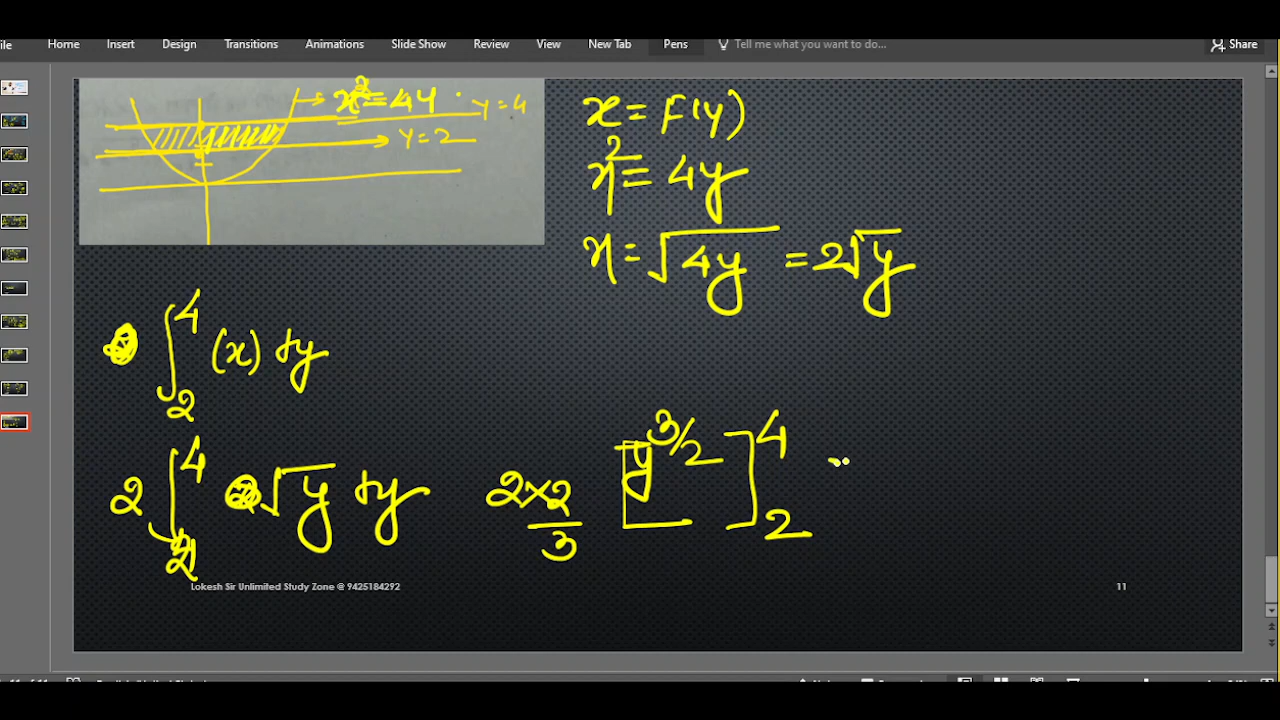 ile Home Insert Design Transitions Animations Slide Show Review View New Tab Pens Tell me what you want to do... Share
x² = 4y
y = 4
y = 2
x = F(y)
x² = 4y
x = √4y = 2√y
∫₂⁴ (x) dy
2 ∫₂⁴ √y dy
2×2/3 [y^3/2]₂⁴
Lokesh Sir Unlimited Study Zone @ 9425184292
11